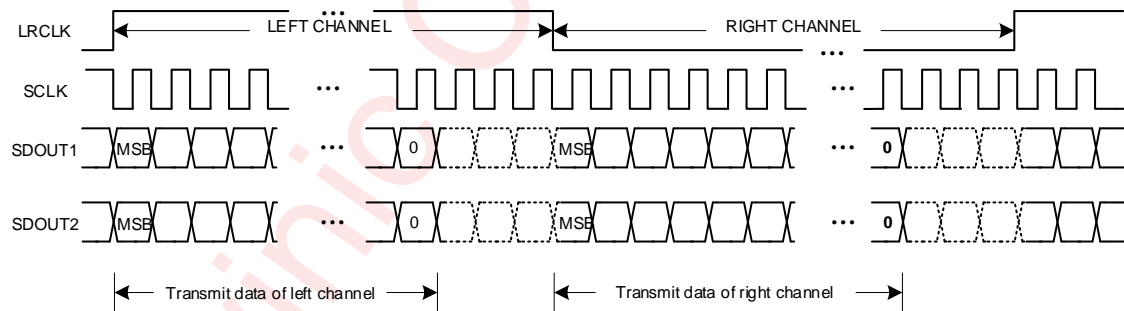 LRCLK
LEFT CHANNEL
RIGHT CHANNEL
...
...
SCLK
...
...
SDOUT1
MSB
...
0
MSB
...
0
SDOUT2
MSB
...
0
MSB
...
0
Transmit data of left channel
Transmit data of right channel